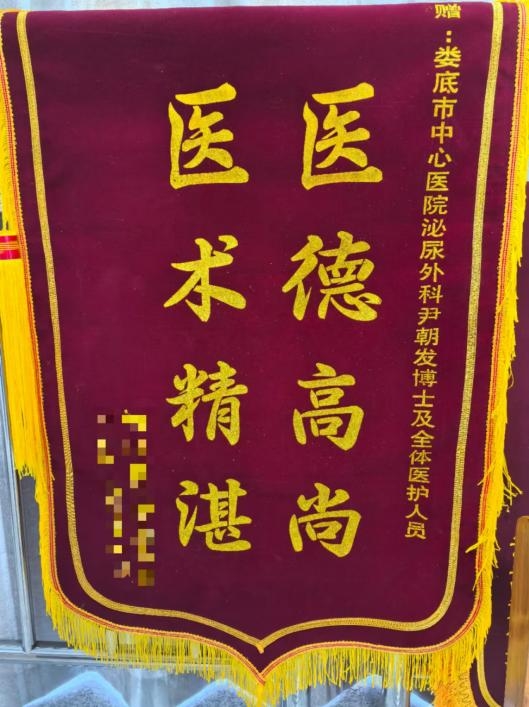 赠：娄底市中心医院泌尿外科尹朝发博士及全体医护人员
医德高尚
医术精湛